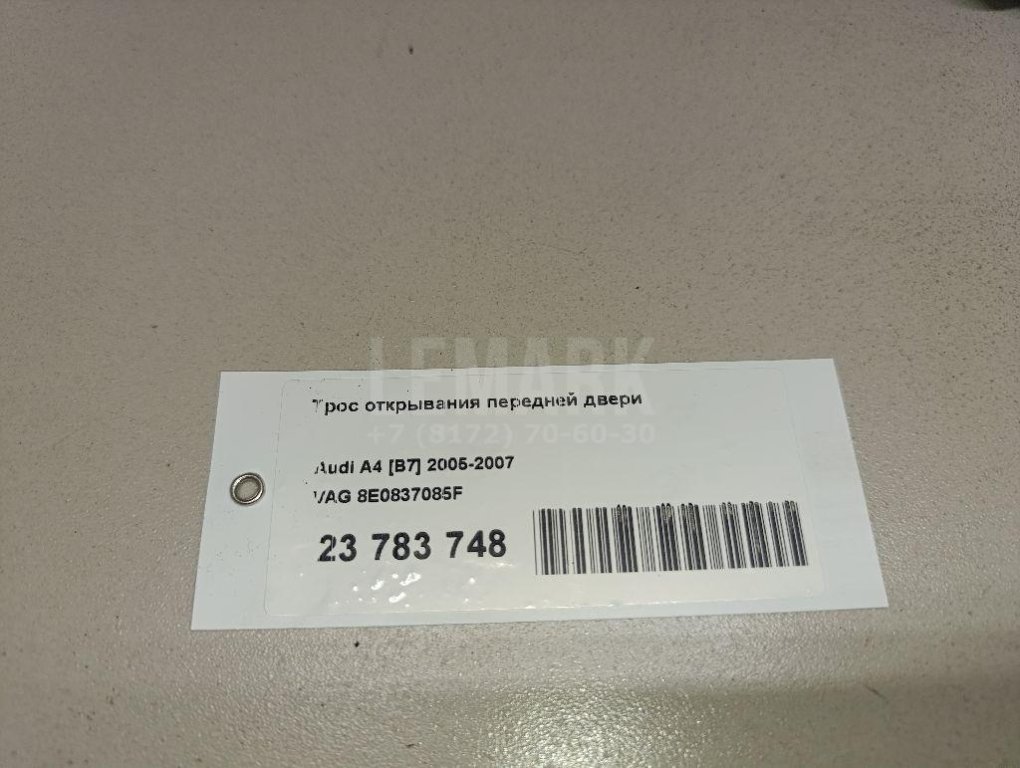 LEMARK
Трос открывания передней двери
+7 (8172) 70-60-30
Audi A4 [B7] 2005-2007
VAG 8E0837085F
23 783 748